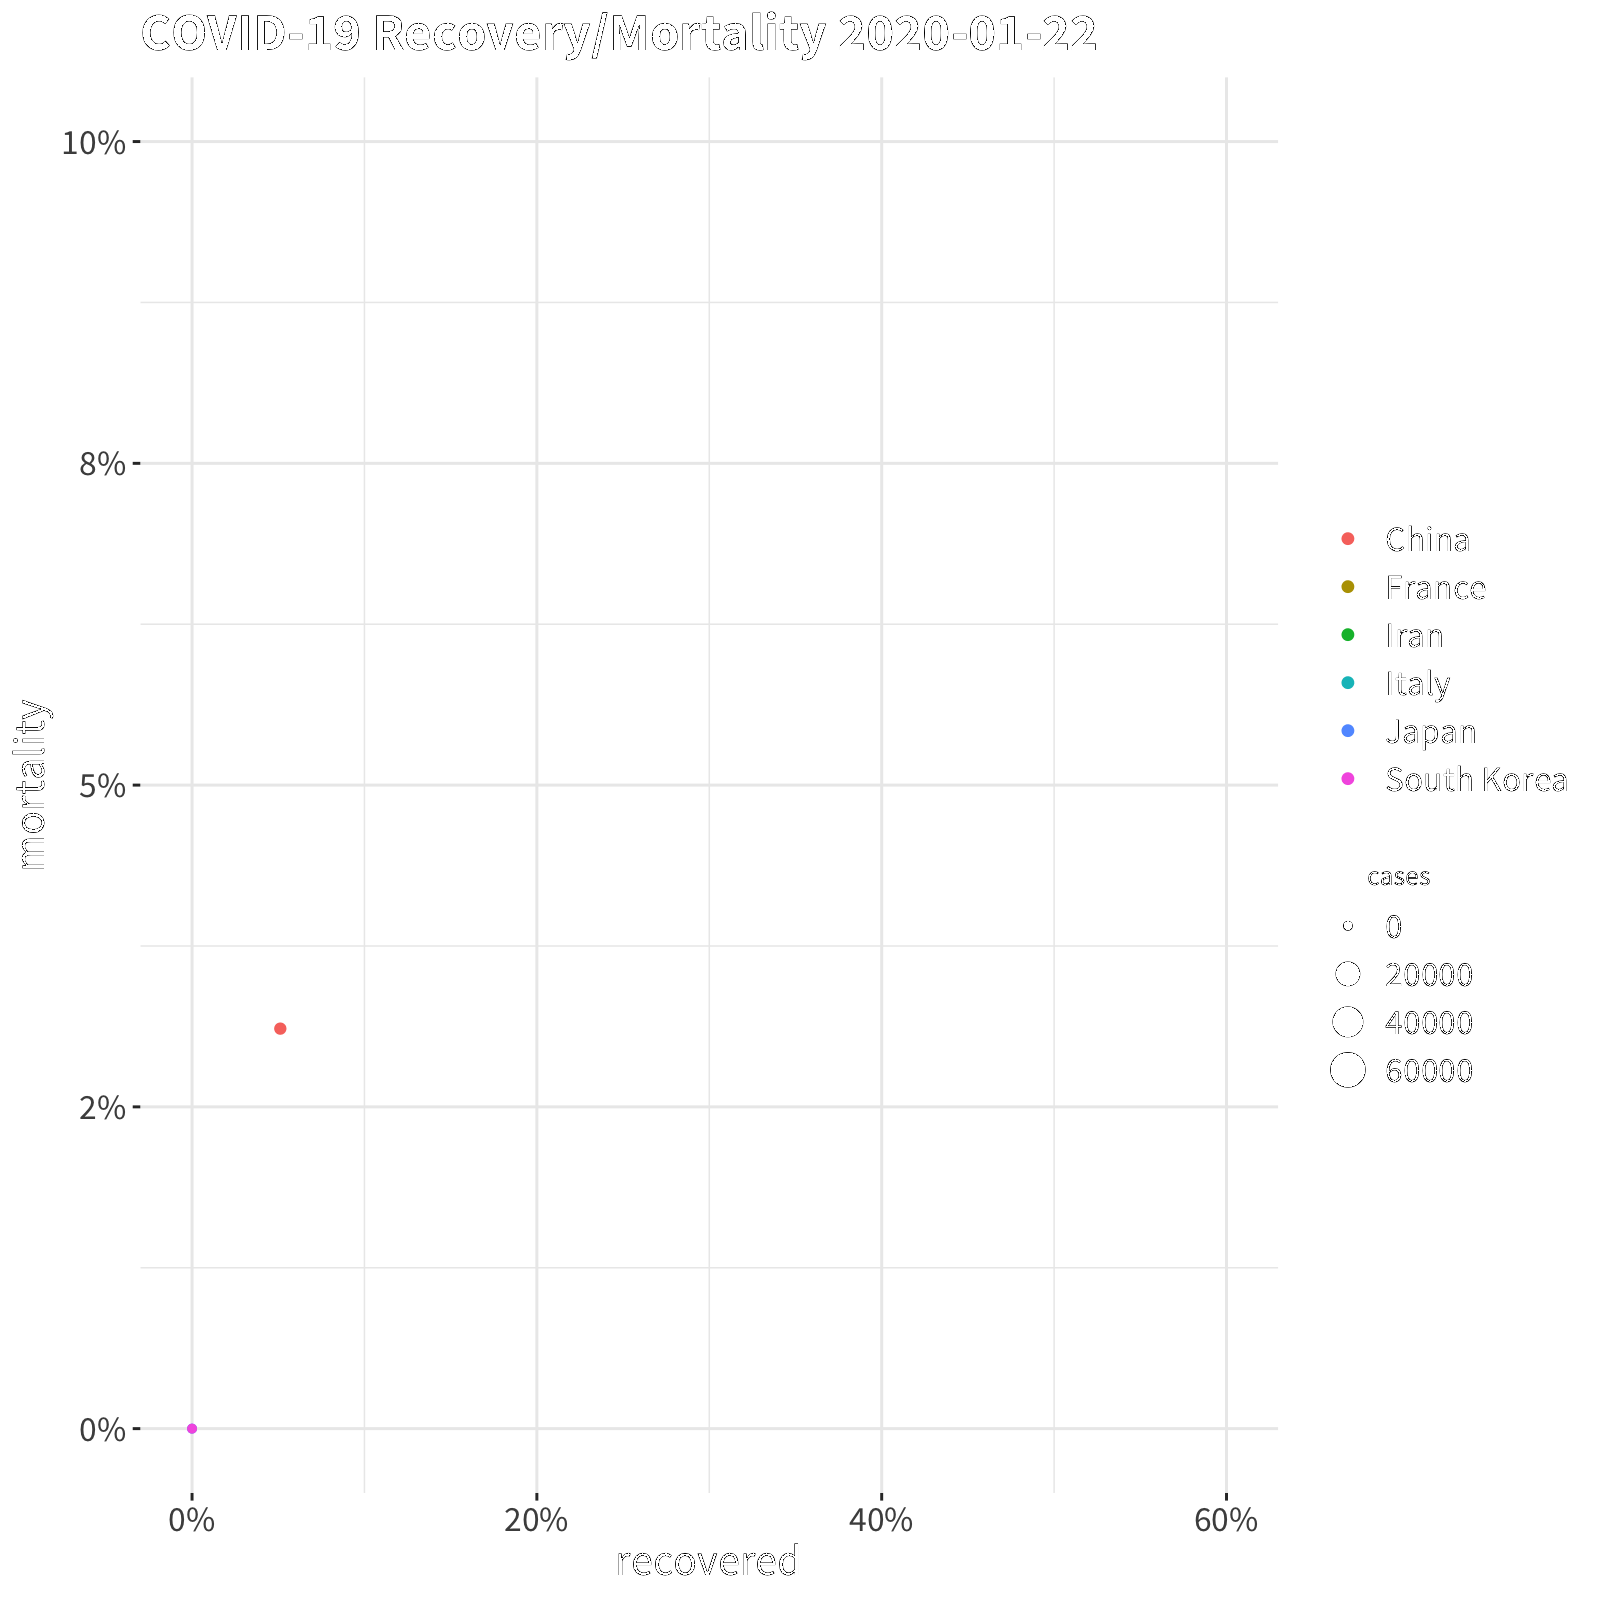 COVID-19 Recovery/Mortality 2020-01-22
10%
8%
5%
2%
0%
mortality
0% 20% 40% 60%
recovered
China
France
Iran
Italy
Japan
South Korea
cases
0
20000
40000
60000